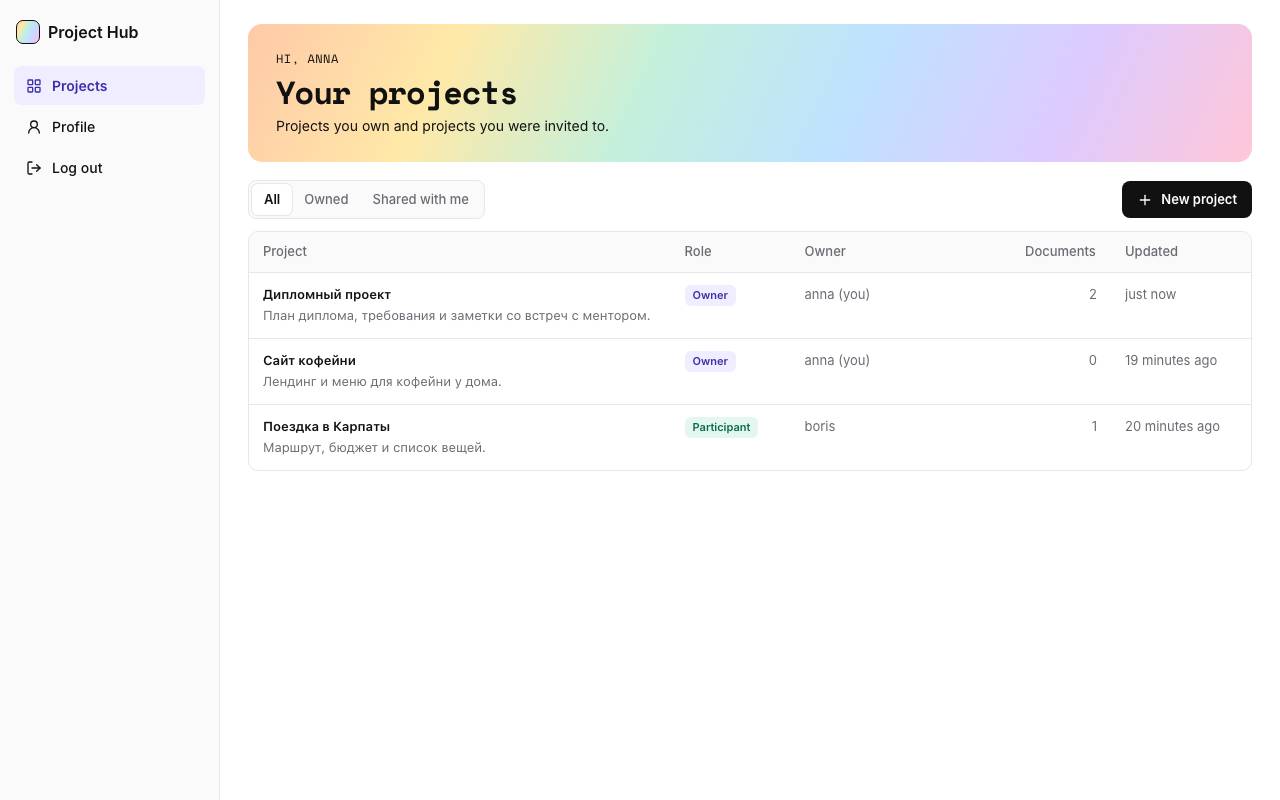 Project Hub
Projects
Profile
Log out
HI, ANNA
Your projects
Projects you own and projects you were invited to.
All Owned Shared with me
New project
Project Role Owner Documents Updated
Дипломный проект Owner anna (you) 2 just now
План диплома, требования и заметки со встреч с ментором.
Сайт кофейни Owner anna (you) 0 19 minutes ago
Лендинг и меню для кофейни у дома.
Поездка в Карпаты Participant boris 1 20 minutes ago
Маршрут, бюджет и список вещей.